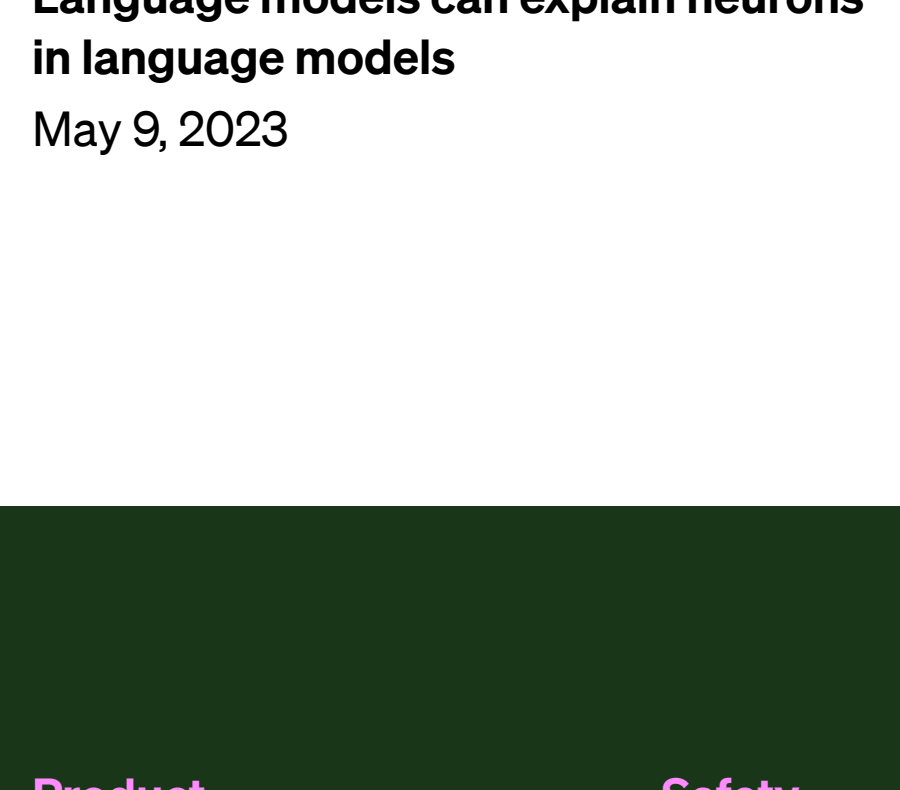 Language models can explain neurons
in language models
May 9, 2023
Product
Safety